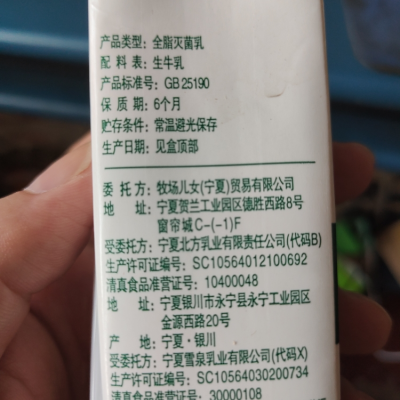 产品类型: 全脂灭菌乳
配料表: 生牛乳
产品标准号: GB 25190
保质期: 6个月
贮存条件: 常温避光保存
生产日期: 见盒顶部
委托方: 牧场儿女(宁夏)贸易有限公司
地址: 宁夏贺兰工业园区德胜西路8号
窗帘城C-(-1)F
受委托方: 宁夏北方乳业有限责任公司(代码B)
生产许可证编号: SC10564012100692
清真食品准营证号: 10400048
地址: 宁夏银川市永宁县永宁工业园区
金源西路20号
产地: 宁夏·银川
受委托方: 宁夏雪泉乳业有限公司(代码X)
生产许可证编号: SC10564030200734
清真食品准营证号: 30000108